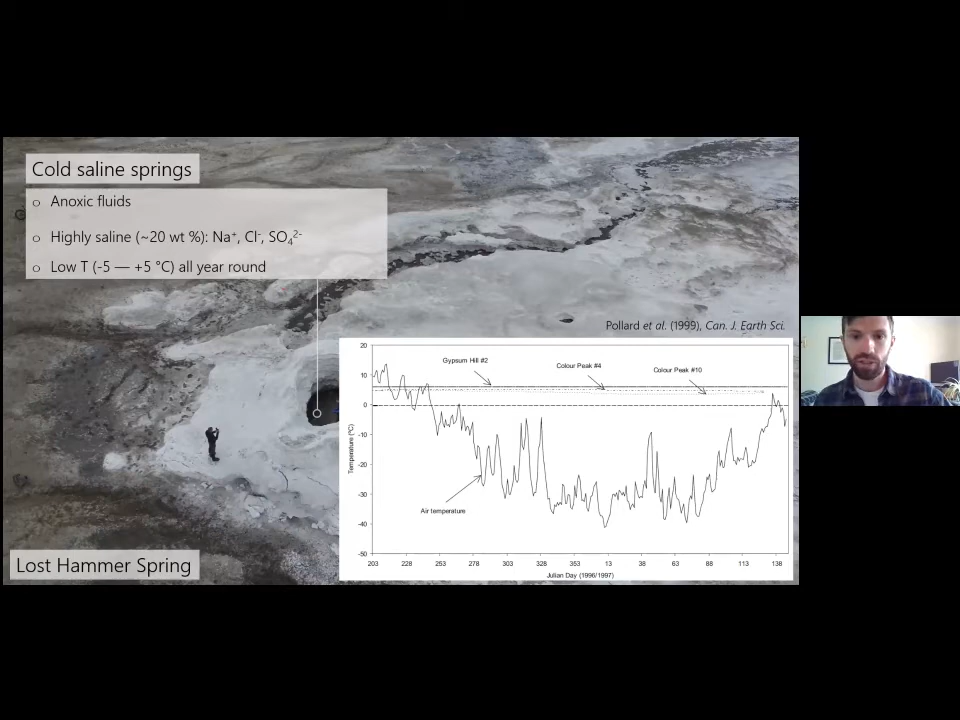 Cold saline springs
o Anoxic fluids
o Highly saline (~20 wt %): Na⁺, Cl⁻, SO₄²⁻
o Low T (-5 — +5 °C) all year round
Pollard et al. (1999), Can. J. Earth Sci.
20
10
0
-10
-20
-30
-40
-50
Temperature (°C)
Gypsum Hill #2
Colour Peak #4
Colour Peak #10
Air temperature
203 228 253 278 303 328 353 13 38 63 88 113 138
Julian Day (1996/1997)
Lost Hammer Spring